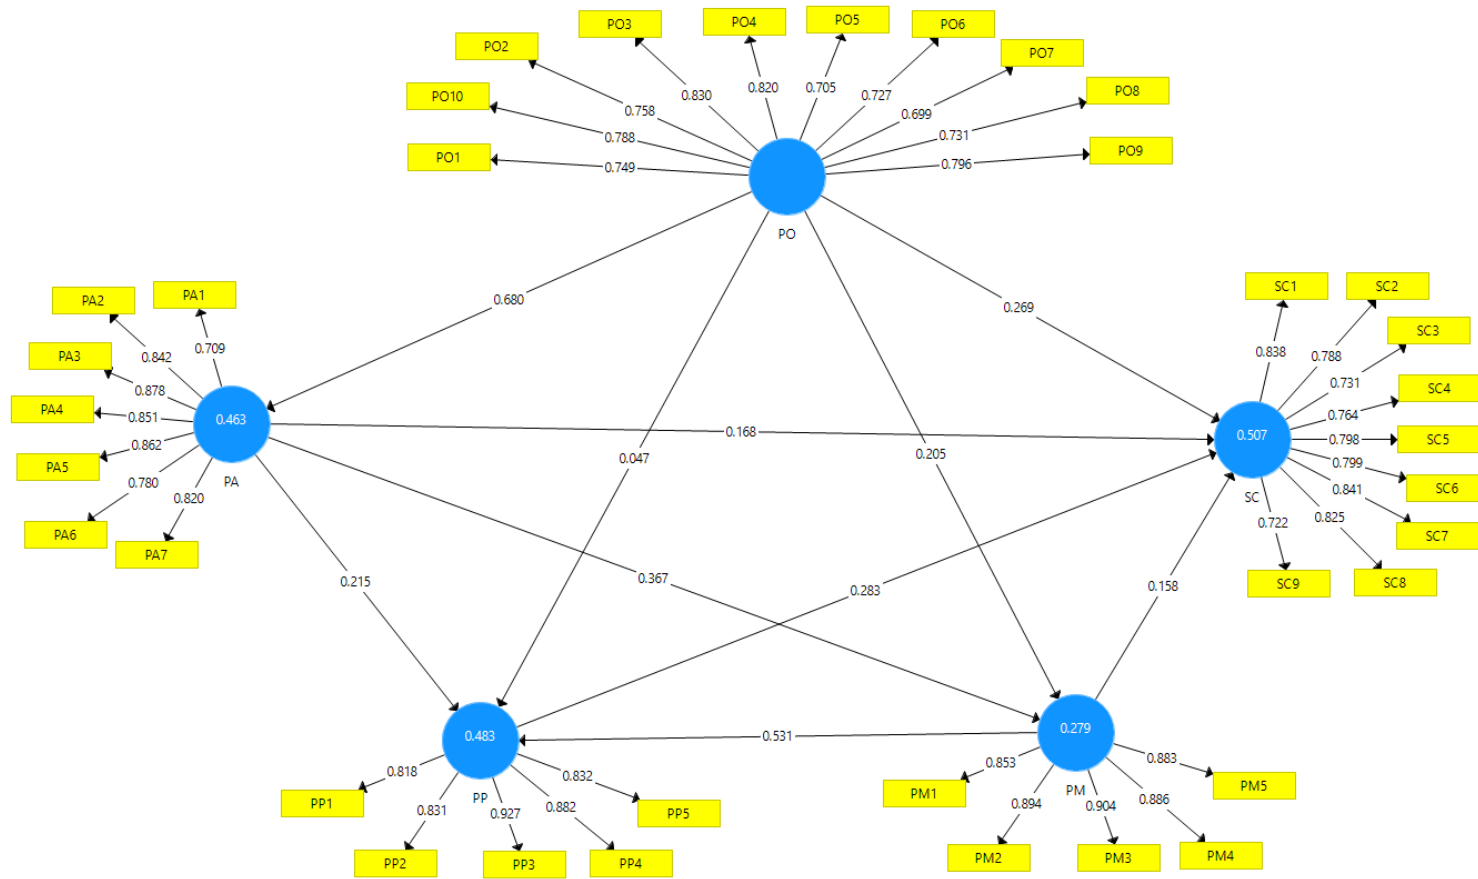 PO3
PO4
PO5
PO6
PO2
PO7
PO10
PO8
PO1
PO9
0.830
0.820
0.705
0.727
0.758
0.699
0.788
0.731
0.749
0.796
PO
0.680
0.269
0.047
0.205
PA2
PA1
PA3
PA4
PA5
PA6
PA7
0.842
0.709
0.878
0.851
0.862
0.780
0.820
0.463
PA
0.168
0.215
0.367
SC1
SC2
SC3
SC4
SC5
SC6
SC7
SC8
SC9
0.838
0.788
0.731
0.764
0.798
0.799
0.841
0.825
0.722
0.507
SC
0.283
0.158
0.531
0.483
PP
0.818
0.831
0.927
0.882
0.832
PP1
PP2
PP3
PP4
PP5
0.279
PM
0.853
0.894
0.904
0.886
0.883
PM1
PM2
PM3
PM4
PM5